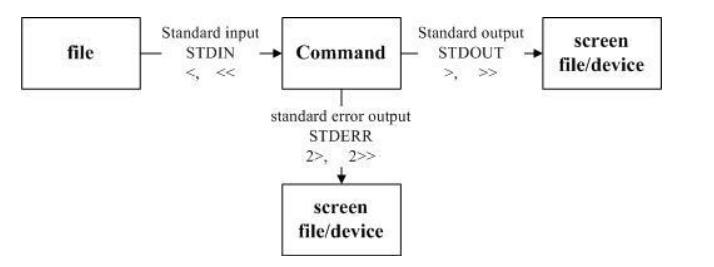 file
Standard input
STDIN
<, <<
Command
Standard output
STDOUT
>, >>
screen
file/device
standard error output
STDERR
2>, 2>>
screen
file/device